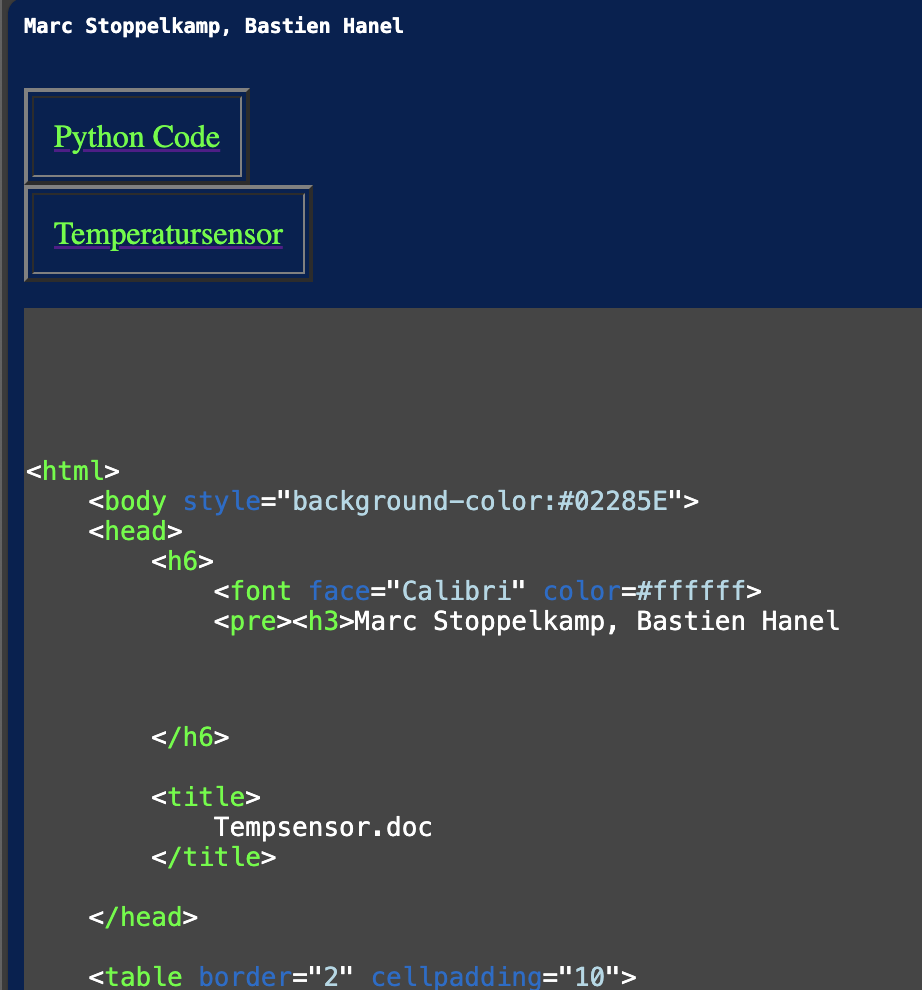 Marc Stoppelkamp, Bastien Hanel
Python Code
Temperatursensor
<html>
<body style="background-color:#02285E">
<head>
<h6>
<font face="Calibri" color=#ffffff>
<pre><h3>Marc Stoppelkamp, Bastien Hanel
</h6>
<title>
Tempsensor.doc
</title>
</head>
<table border="2" cellpadding="10">